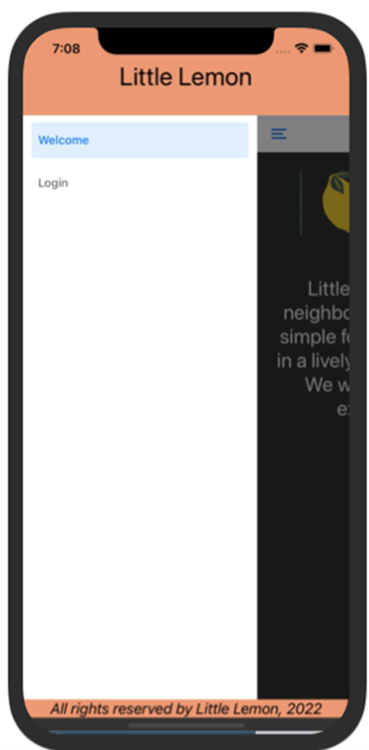 7:08
Little Lemon
Welcome
Login
Little
neighbo
simple fo
in a lively
We w
All rights reserved by Little Lemon, 2022